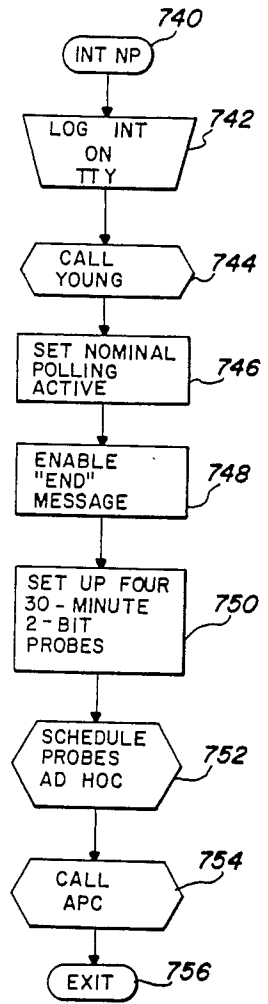 740
INT NP
LOG INT
ON
TTY
742
CALL
YOUNG
744
SET NOMINAL
POLLING
ACTIVE
746
ENABLE
"END"
MESSAGE
748
SET UP FOUR
30-MINUTE
2-BIT
PROBES
750
SCHEDULE
PROBES
AD HOC
752
CALL
APC
754
EXIT
756